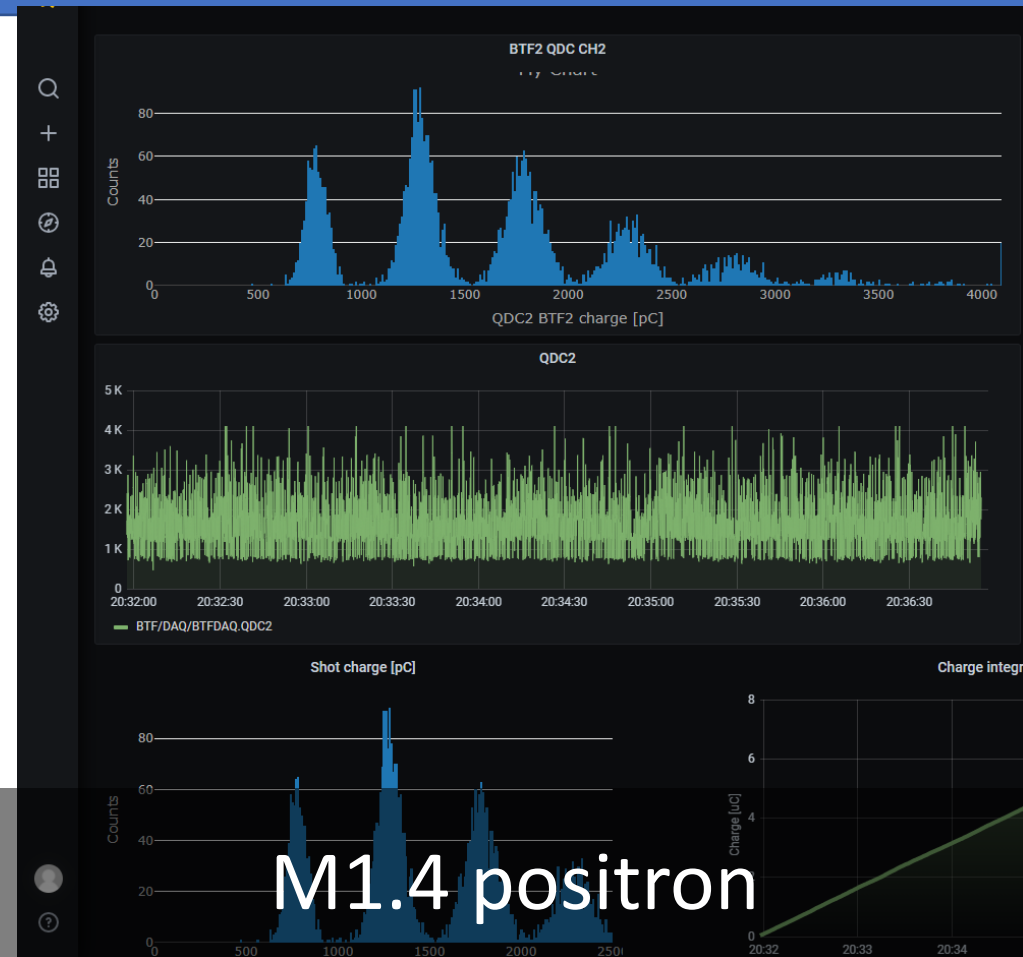 BTF2 QDC CH2
My Chart
80
60
40
20
0
Counts
0 500 1000 1500 2000 2500 3000 3500 4000
QDC2 BTF2 charge [pC]
QDC2
5 K
4 K
3 K
2 K
1 K
0
20:32:00 20:32:30 20:33:00 20:33:30 20:34:00 20:34:30 20:35:00 20:35:30 20:36:00 20:36:30
BTF/DAQ/BTFDAQ.QDC2
Shot charge [pC]
80
60
40
20
0
Counts
0 500 1000 1500 2000
Charge integr
8
6
4
0
Charge [uC]
20:32 20:33 20:34
M1.4 positron